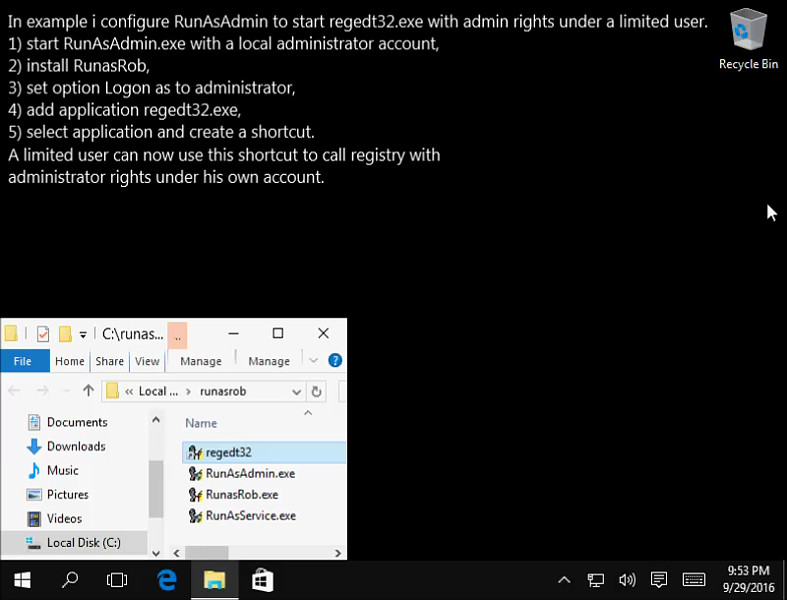 In example i configure RunAsAdmin to start regedt32.exe with admin rights under a limited user.
1) start RunAsAdmin.exe with a local administrator account,
2) install RunasRob,
3) set option Logon as to administrator,
4) add application regedt32.exe,
5) select application and create a shortcut.
A limited user can now use this shortcut to call registry with
administrator rights under his own account.
Recycle Bin
C:\runas... ..
File Home Share View Manage Manage
« Local ... › runasrob
Documents
Downloads
Music
Pictures
Videos
Local Disk (C:)
Name
regedt32
RunAsAdmin.exe
RunasRob.exe
RunAsService.exe
9:53 PM
9/29/2016